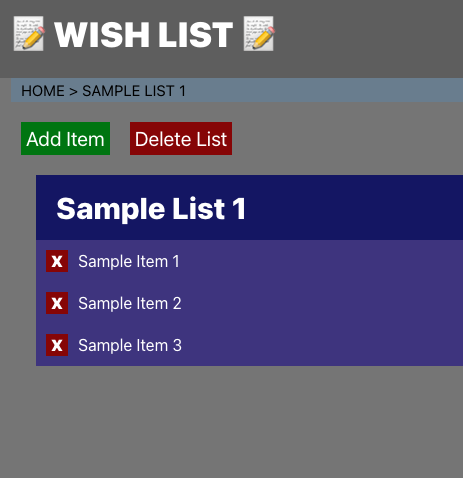 WISH LIST
HOME > SAMPLE LIST 1
Add Item Delete List
Sample List 1
X Sample Item 1
X Sample Item 2
X Sample Item 3